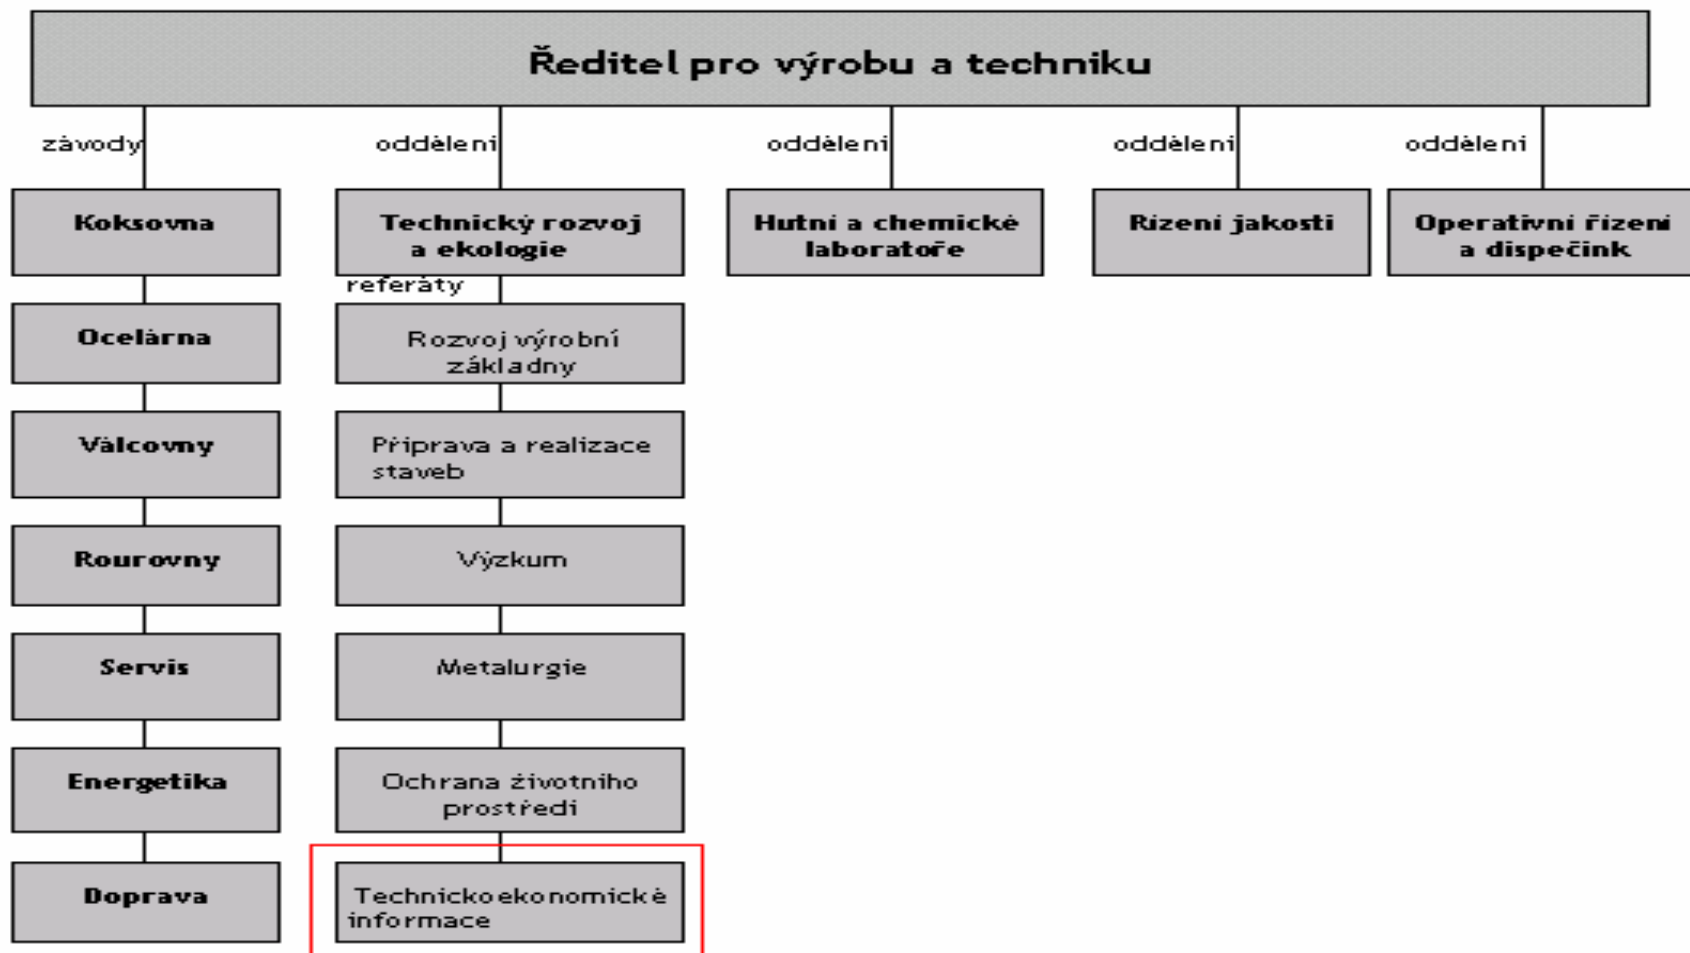 Ředitel pro výrobu a techniku
závody
oddělení
oddělení
oddělení
oddělení
Koksovna
Ocelárna
Válcovny
Rourovny
Servis
Energetika
Doprava
Technický rozvoj
a ekologie
referáty
Rozvoj výrobní
základny
Příprava a realizace
staveb
Výzkum
Metalurgie
Ochrana životního
prostředí
Technickoekonomické
informace
Hutní a chemické
laboratoře
Řízení jakosti
Operativní řízení
a dispečink